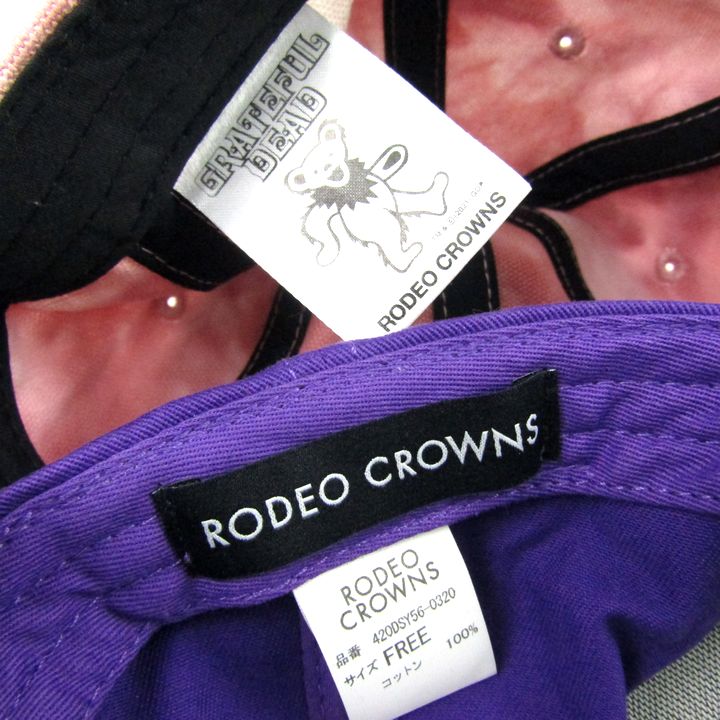 GRATEFUL
DEAD
RODEO CROWNS
RODEO CROWNS
RODEO
CROWNS
品番 420DSY56-0320
サイズ FREE
コットン 100%